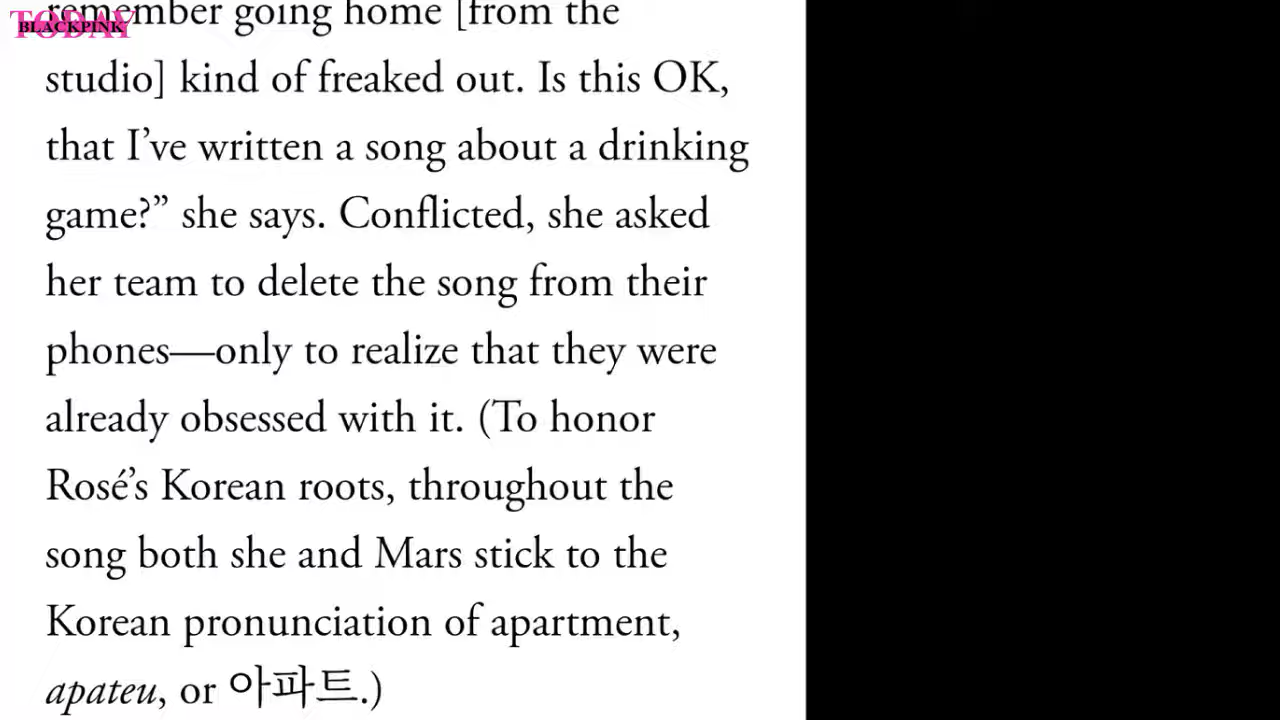 TODAY
BLACKPINK
remember going home [from the
studio] kind of freaked out. Is this OK,
that I’ve written a song about a drinking
game?” she says. Conflicted, she asked
her team to delete the song from their
phones—only to realize that they were
already obsessed with it. (To honor
Rosé’s Korean roots, throughout the
song both she and Mars stick to the
Korean pronunciation of apartment,
apateu, or 아파트.)